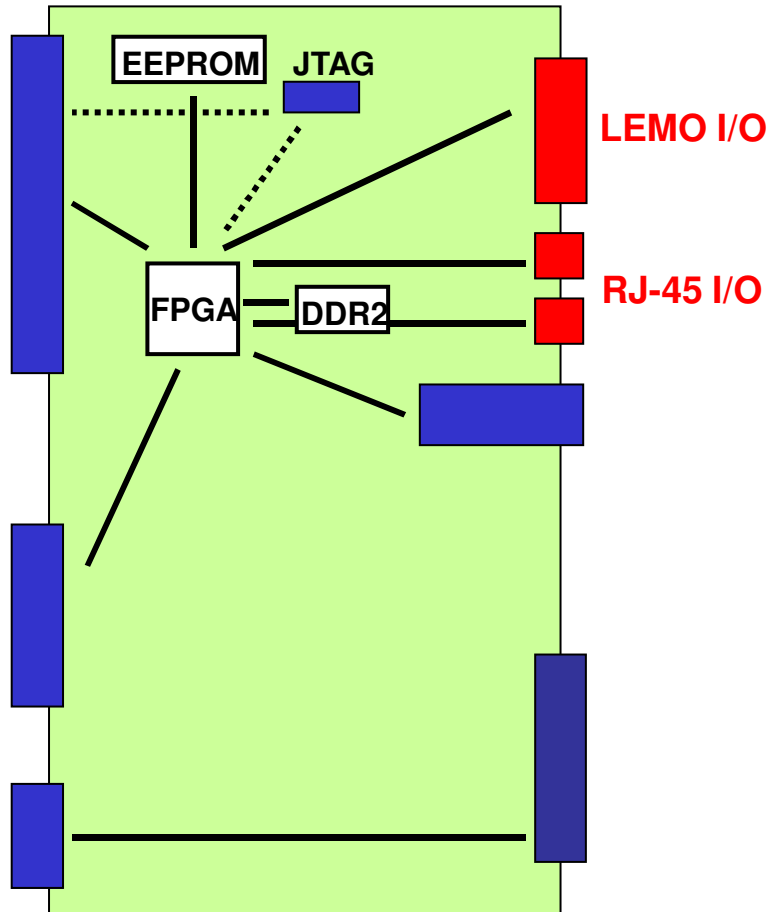 EEPROM
JTAG
LEMO I/O
RJ-45 I/O
FPGA
DDR2